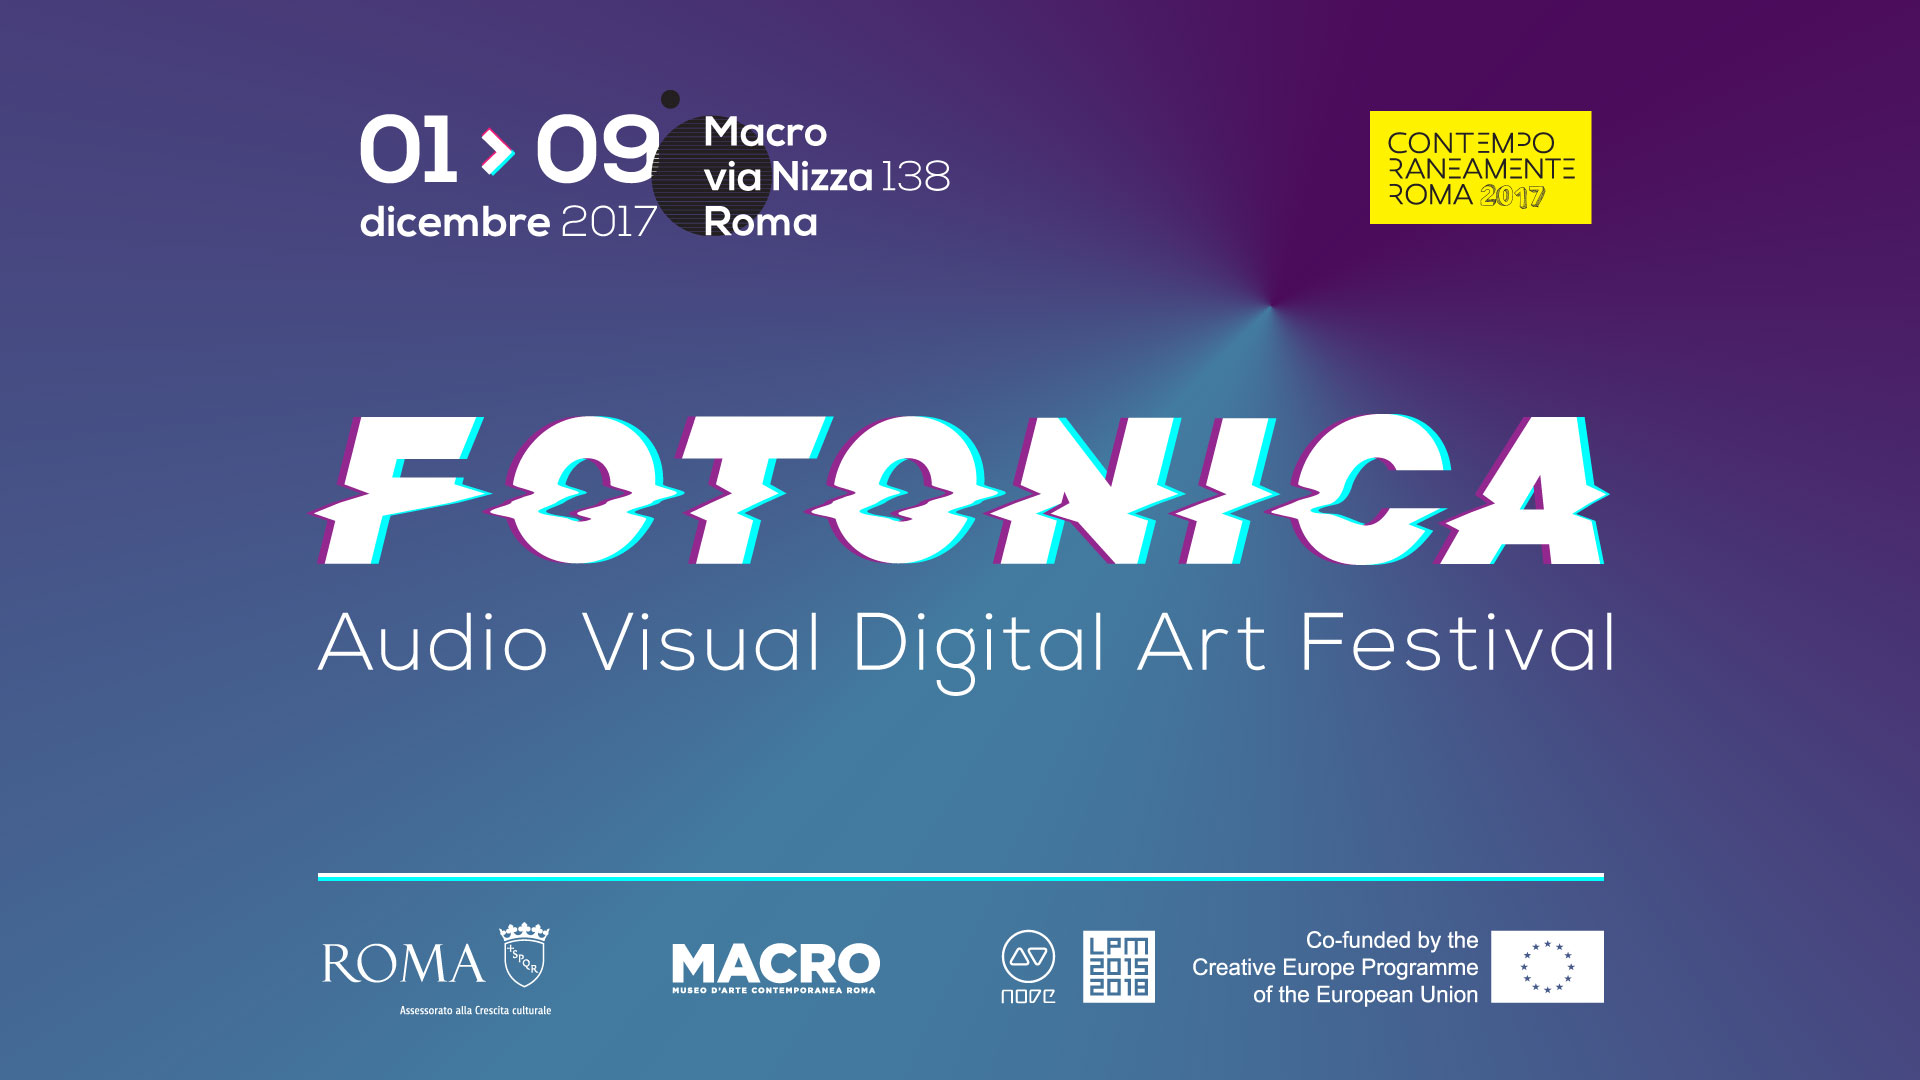 01 > 09
dicembre 2017
Macro
via Nizza 138
Roma
CONTEMPO
RANEAMENTE
ROMA 2017
FOTONICA
Audio Visual Digital Art Festival
ROMA
SPQR
Assessorato alla Crescita culturale
MACRO
MUSEO D'ARTE CONTEMPORANEA ROMA
NODE
LPM
2015
2018
Co-funded by the
Creative Europe Programme
of the European Union